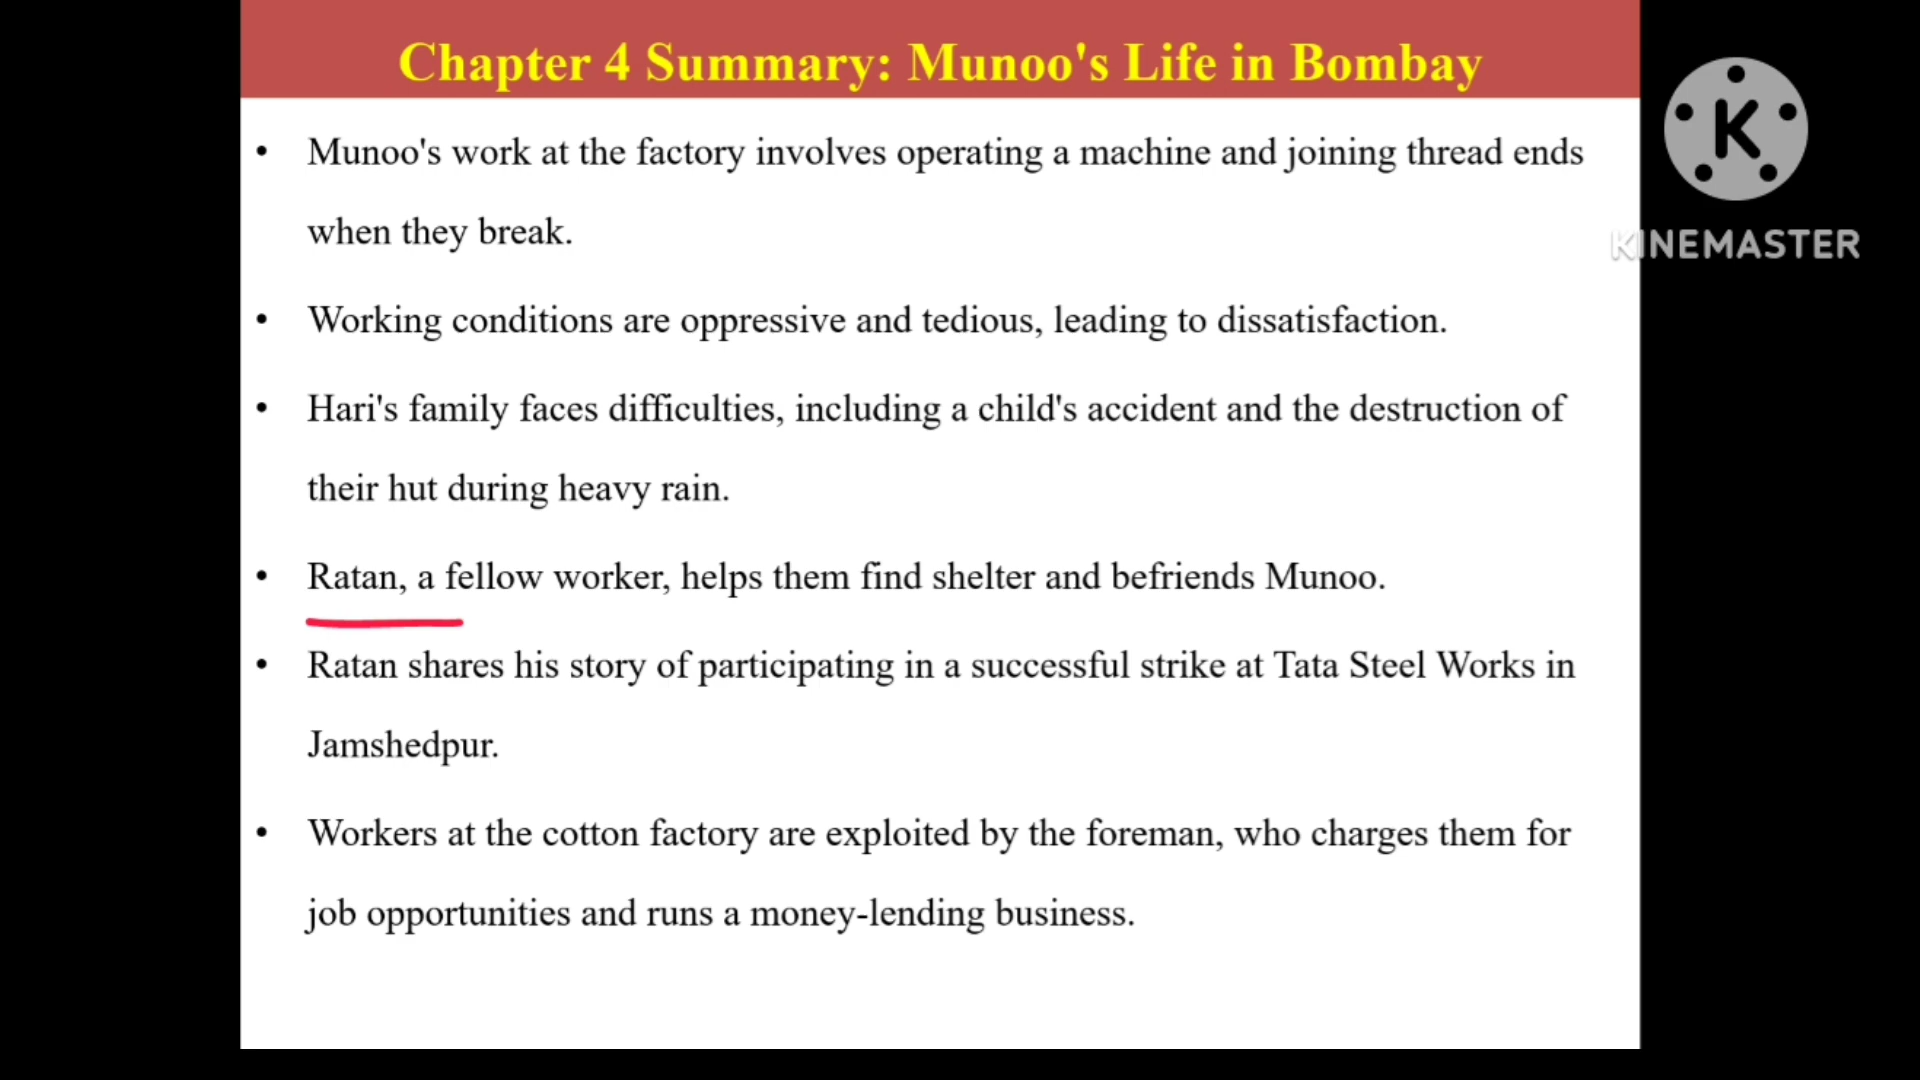 Chapter 4 Summary: Munoo's Life in Bombay
K
KINEMASTER
• Munoo's work at the factory involves operating a machine and joining thread ends
when they break.
• Working conditions are oppressive and tedious, leading to dissatisfaction.
• Hari's family faces difficulties, including a child's accident and the destruction of
their hut during heavy rain.
• Ratan, a fellow worker, helps them find shelter and befriends Munoo.
• Ratan shares his story of participating in a successful strike at Tata Steel Works in
Jamshedpur.
• Workers at the cotton factory are exploited by the foreman, who charges them for
job opportunities and runs a money-lending business.